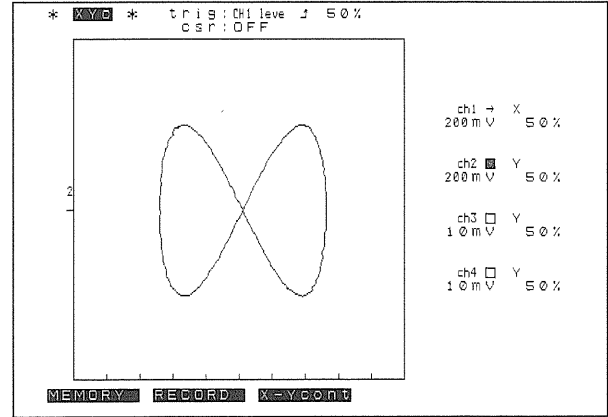 * XYc * trig:CH1 leve ⮥ 50%
csr:OFF
ch1 → X
200mV 50%
ch2 ■ Y
200mV 50%
2
ch3 □ Y
10mV 50%
ch4 □ Y
10mV 50%
MEMORY RECORD X-Ycont